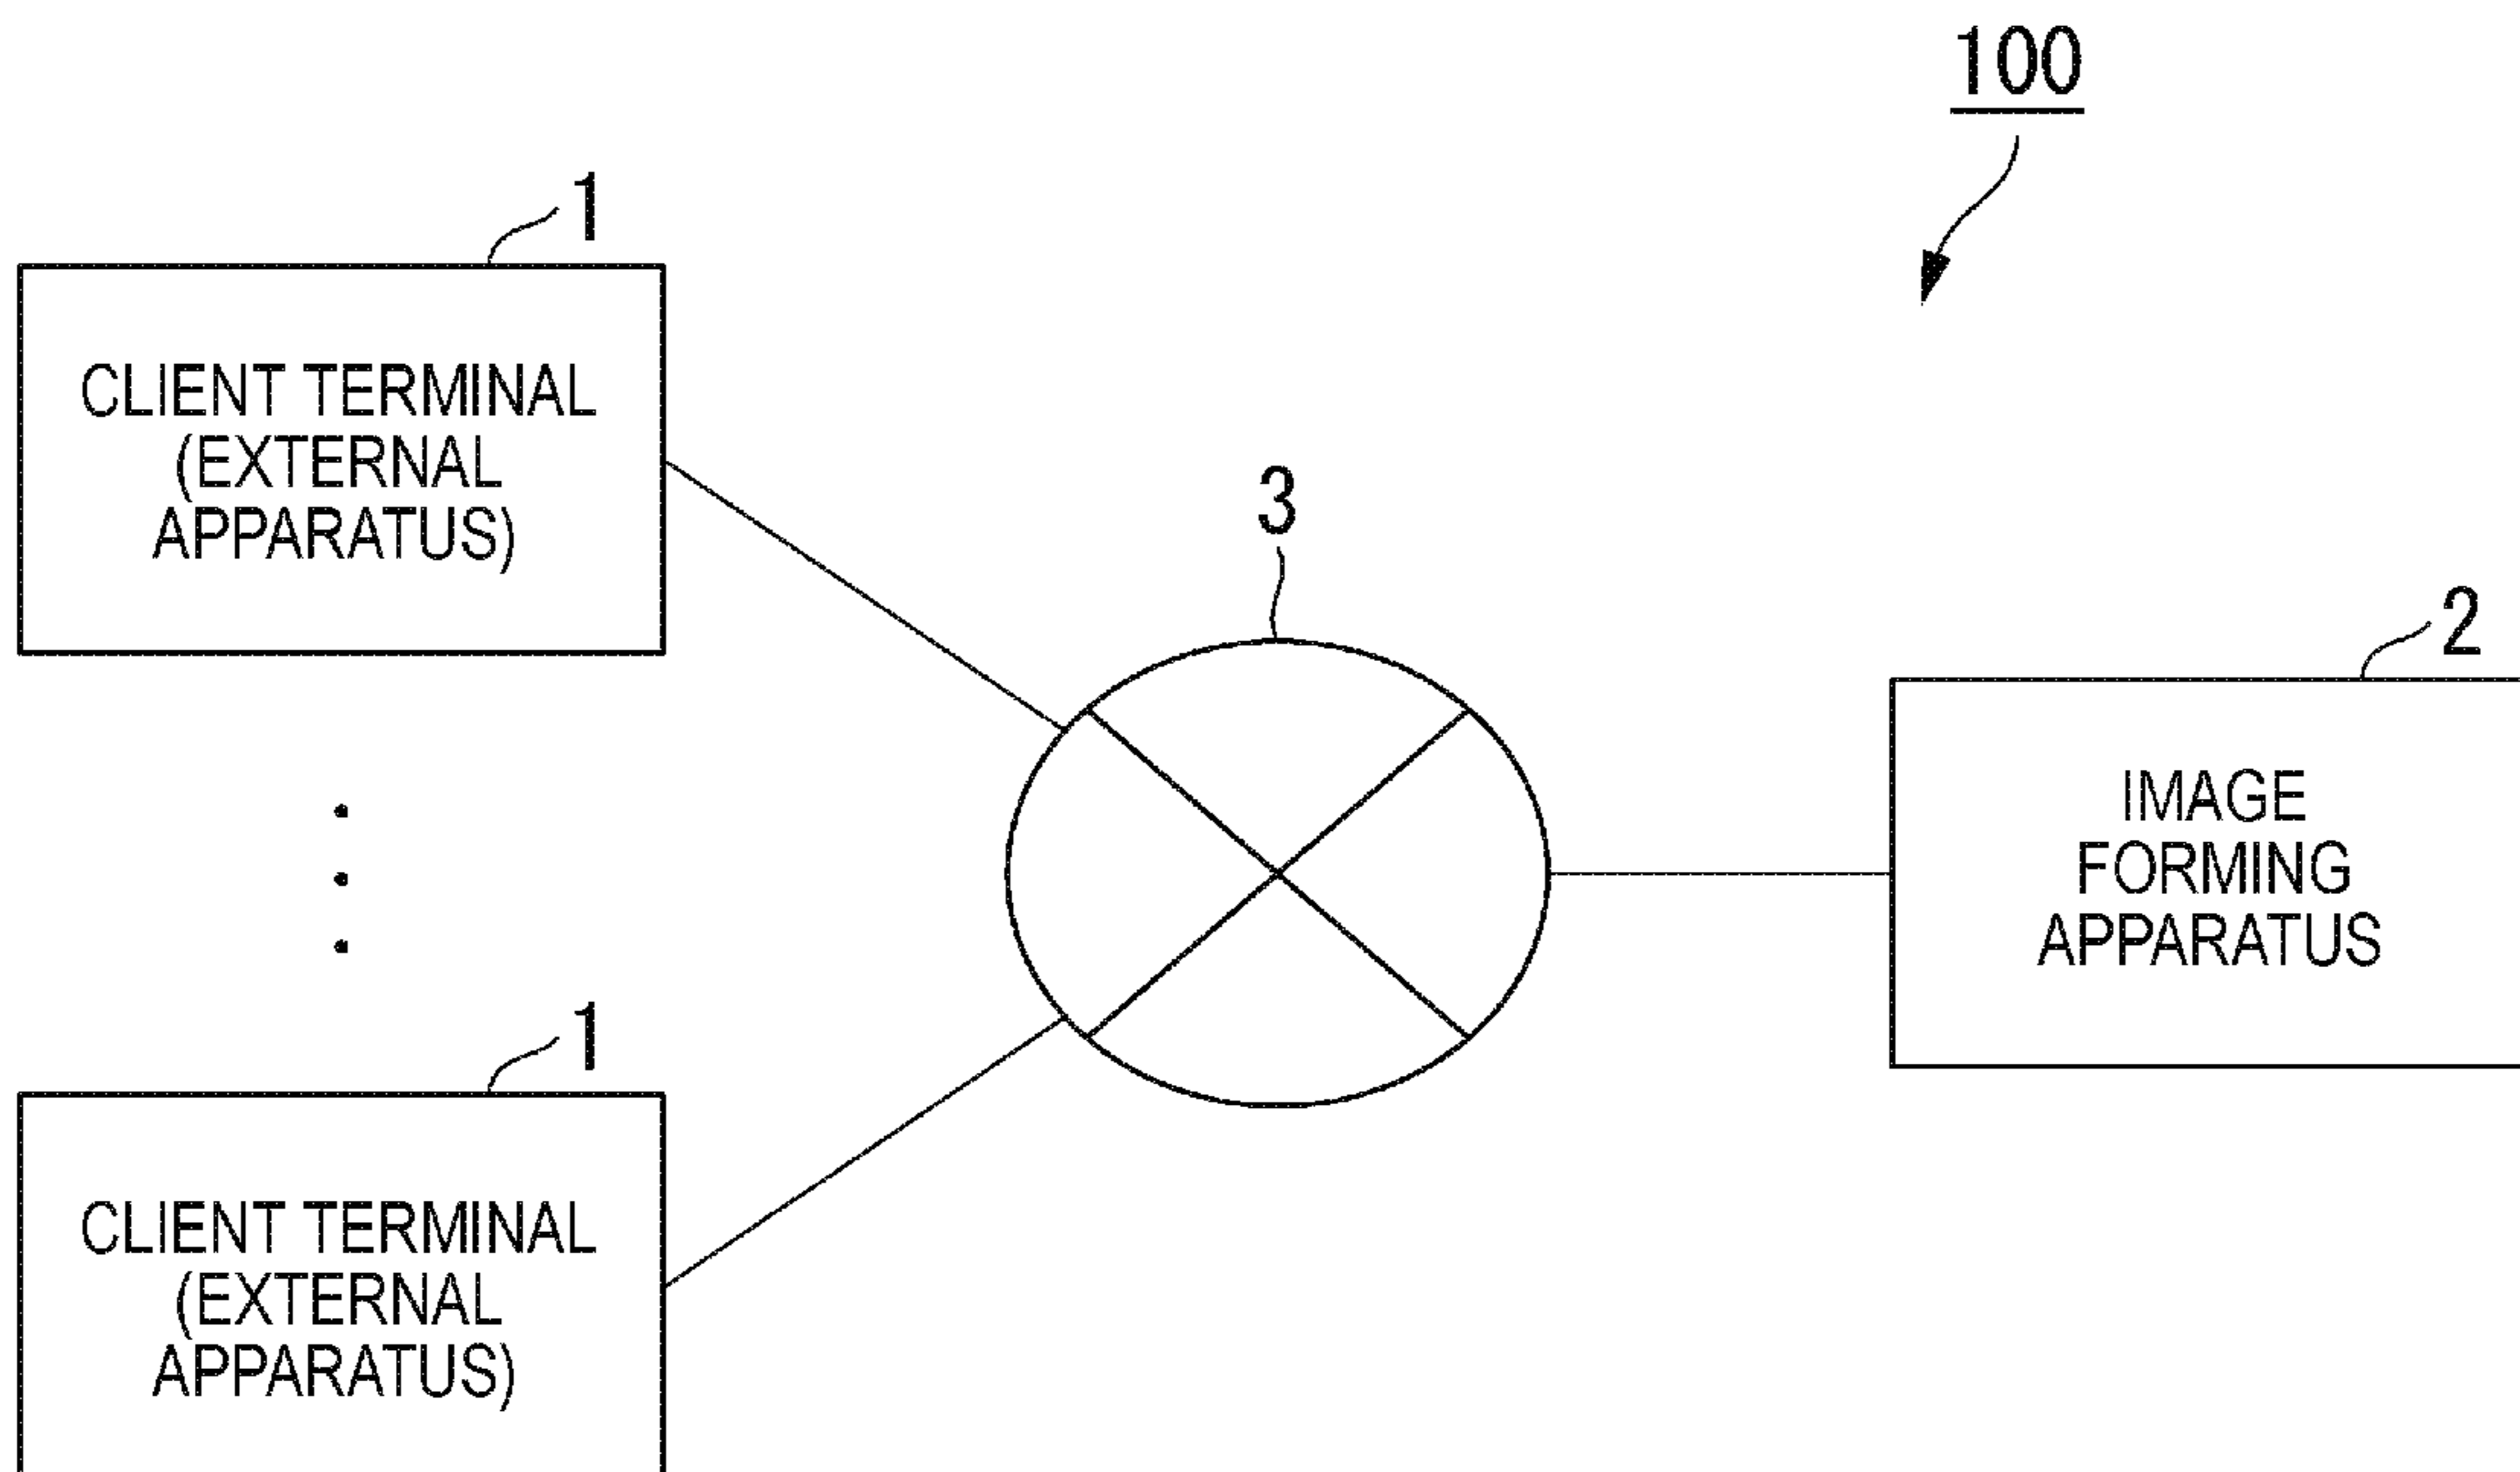 100
1
CLIENT TERMINAL
(EXTERNAL
APPARATUS)
3
2
IMAGE
FORMING
APPARATUS
1
CLIENT TERMINAL
(EXTERNAL
APPARATUS)